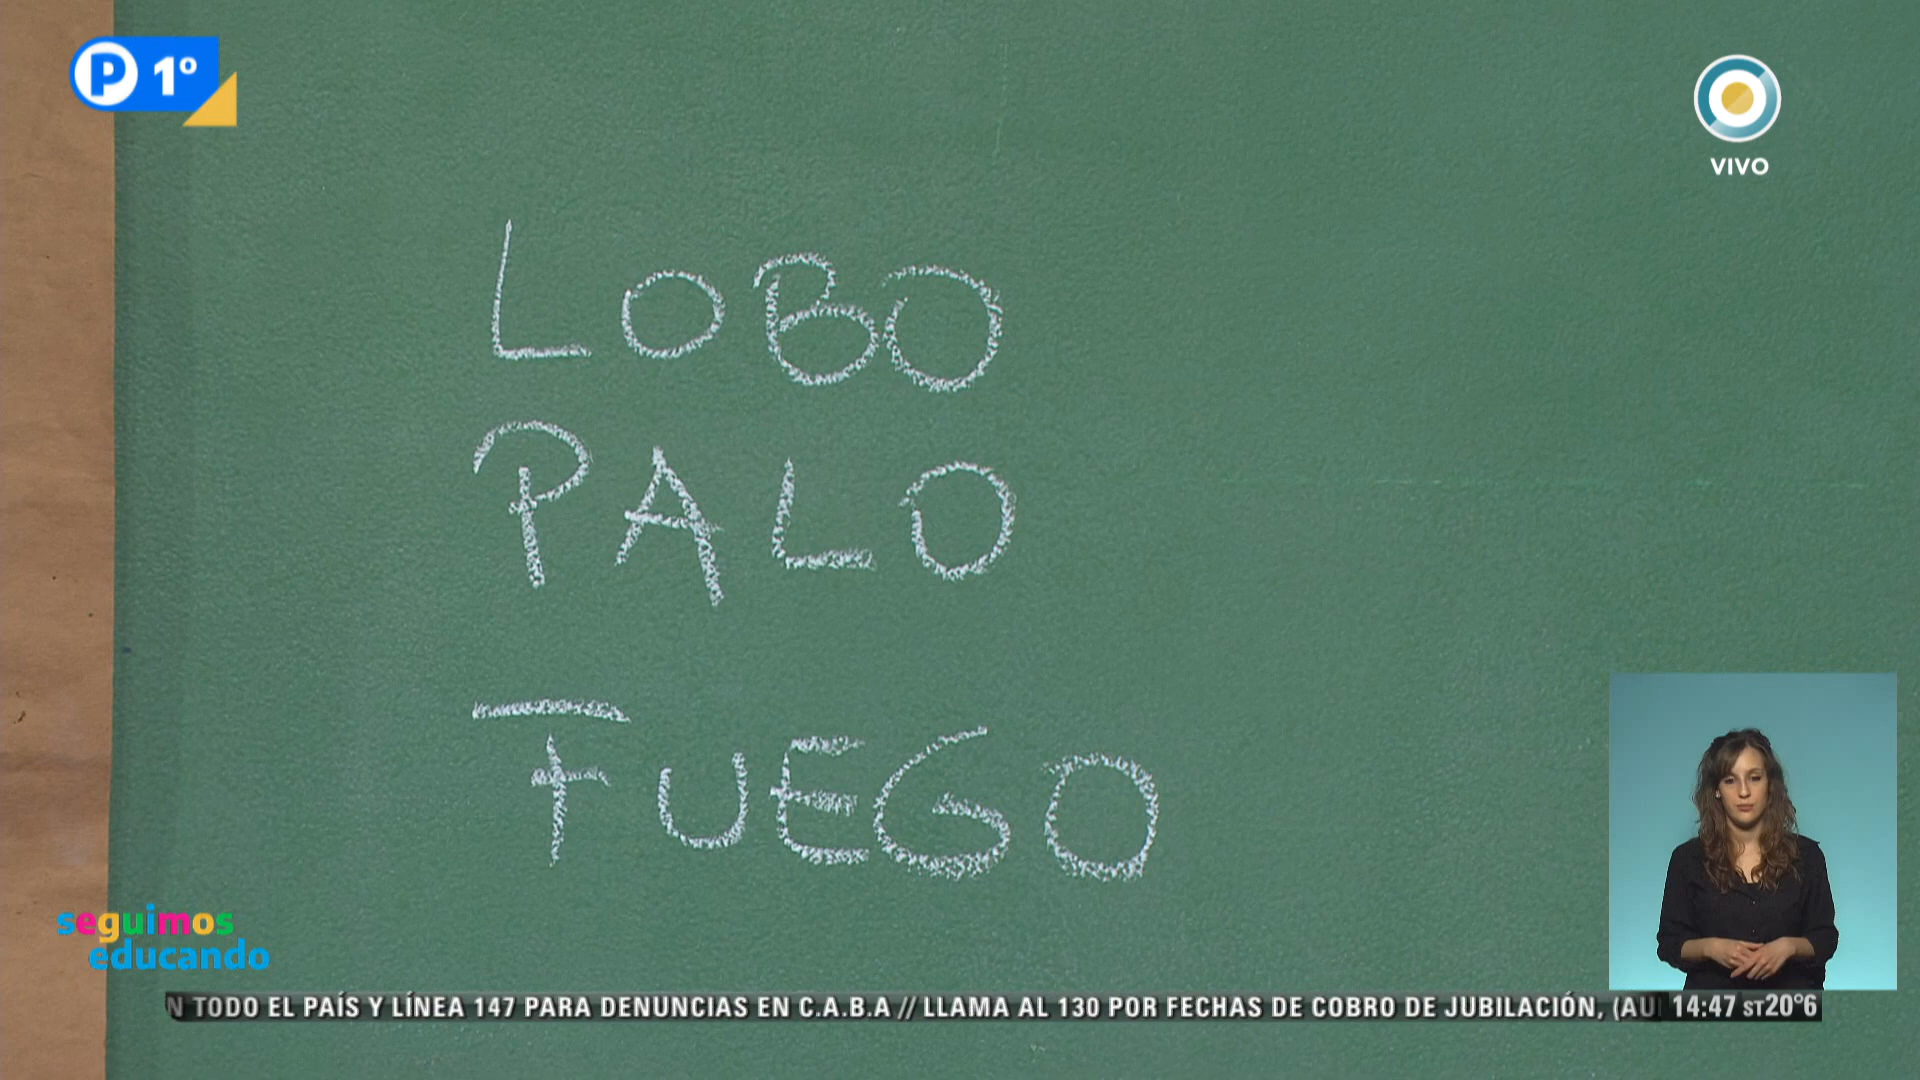 P 1º
VIVO
LOBO
PALO
FUEGO
seguimos
educando
N TODO EL PAÍS Y LÍNEA 147 PARA DENUNCIAS EN C.A.B.A // LLAMA AL 130 POR FECHAS DE COBRO DE JUBILACIÓN, (AU 14:47 ST20°6